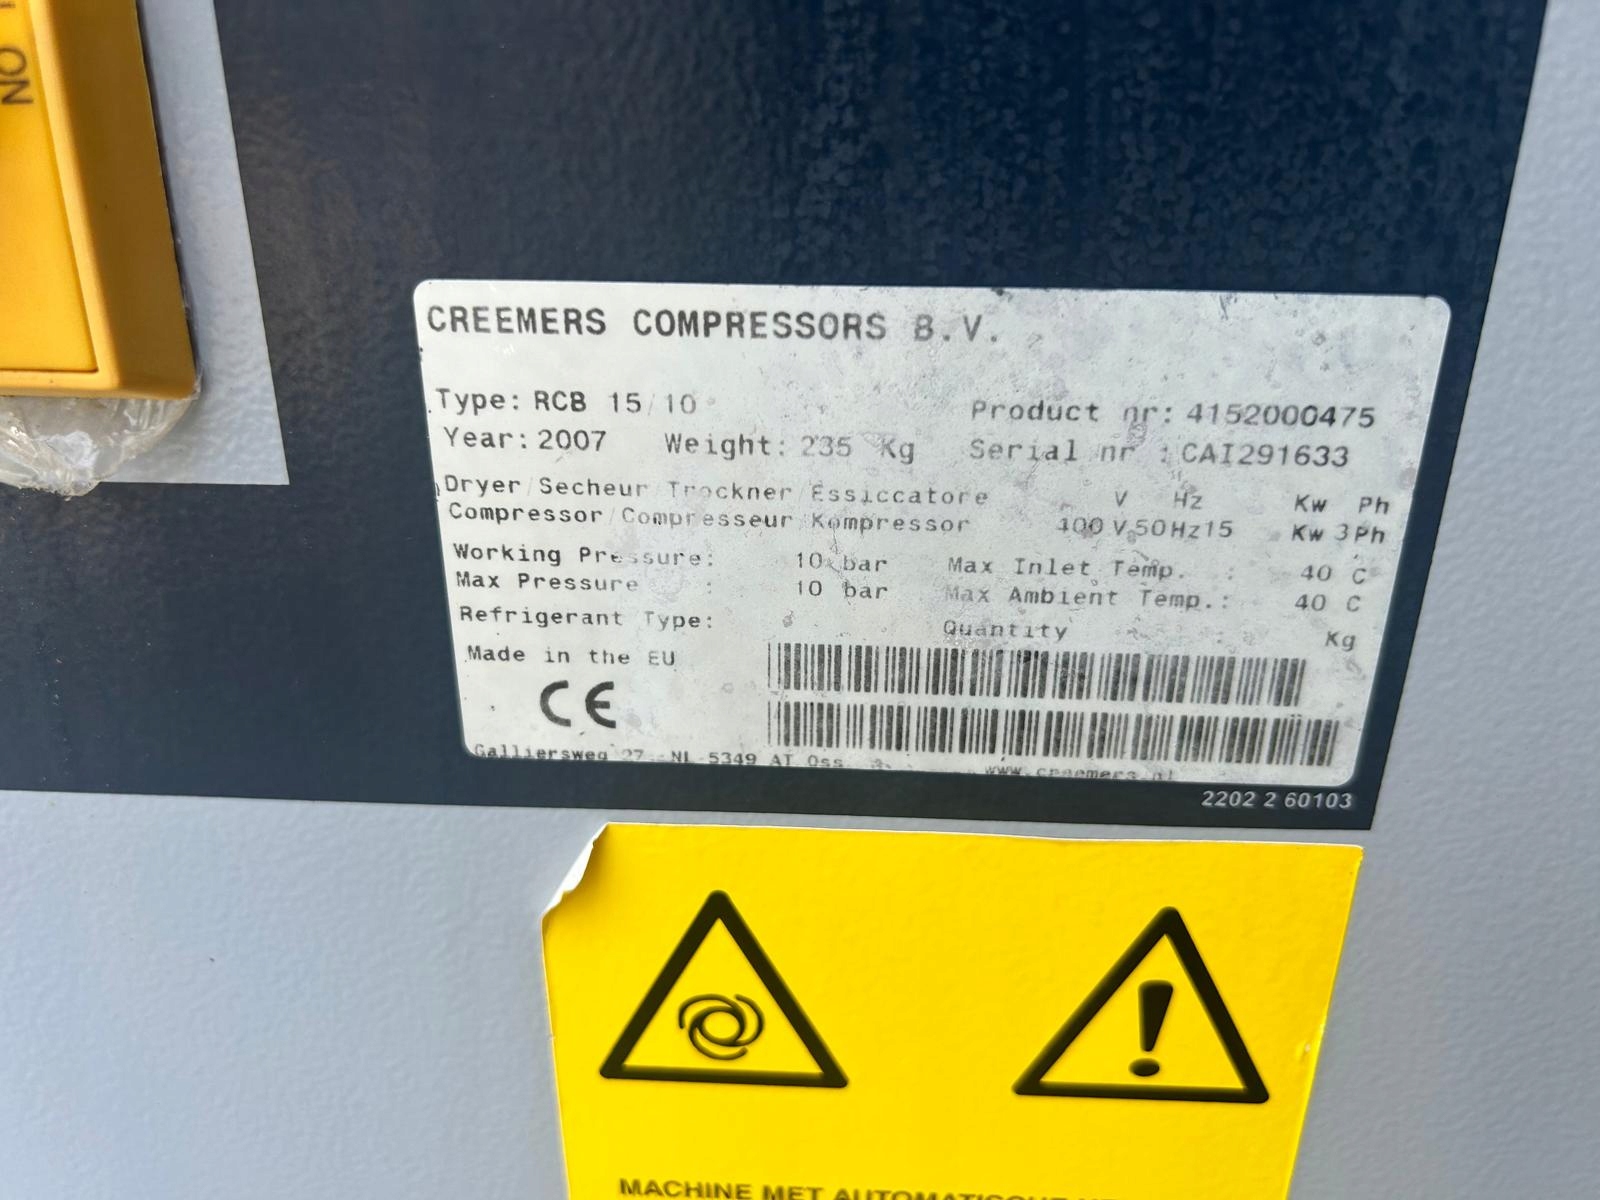 NO
CREEMERS COMPRESSORS B.V.
Type: RCB 15/10
Product nr: 4152000475
Year: 2007 Weight: 235 Kg Serial nr : CAI291633
Dryer/Secheur/Trockner/Essiccatore V Hz Kw Ph
Compressor/Compresseur/Kompressor 400 V 50Hz15 Kw 3Ph
Working Pressure: 10 bar Max Inlet Temp. : 40 C
Max Pressure : 10 bar Max Ambient Temp.: 40 C
Refrigerant Type: Quantity : Kg
Made in the EU
CE
Galliersweg 27 - NL-5349 AT Oss www.creemers.nl
2202 2 60103
MACHINE MET AUTOMATISCHE